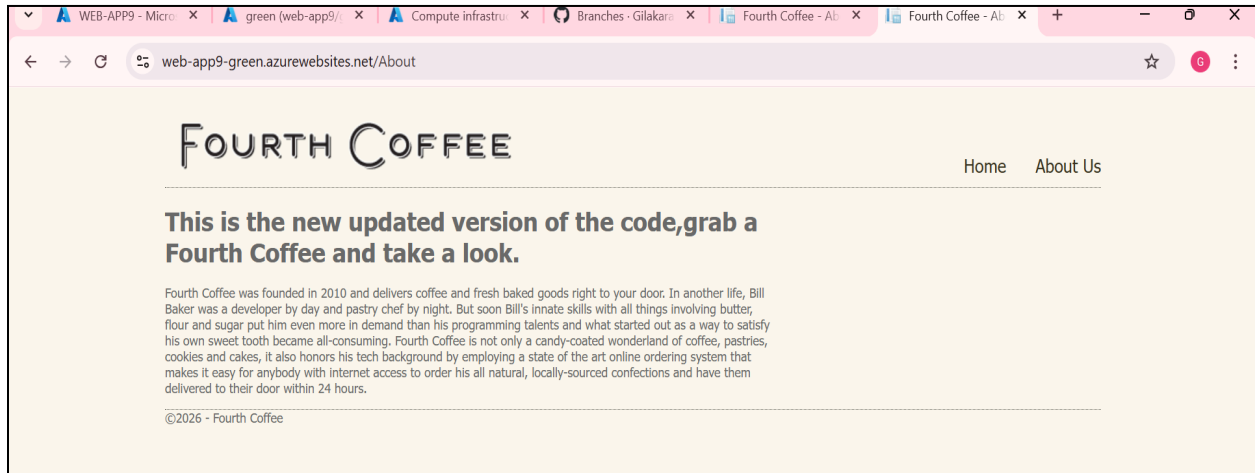 WEB-APP9 - Micro
green (web-app9/g
Compute infrastru
Branches · Gilakara
Fourth Coffee - Ab
Fourth Coffee - Ab
web-app9-green.azurewebsites.net/About
G
FOURTH COFFEE
Home About Us
This is the new updated version of the code,grab a
Fourth Coffee and take a look.
Fourth Coffee was founded in 2010 and delivers coffee and fresh baked goods right to your door. In another life, Bill
Baker was a developer by day and pastry chef by night. But soon Bill's innate skills with all things involving butter,
flour and sugar put him even more in demand than his programming talents and what started out as a way to satisfy
his own sweet tooth became all-consuming. Fourth Coffee is not only a candy-coated wonderland of coffee, pastries,
cookies and cakes, it also honors his tech background by employing a state of the art online ordering system that
makes it easy for anybody with internet access to order his all natural, locally-sourced confections and have them
delivered to their door within 24 hours.
©2026 - Fourth Coffee